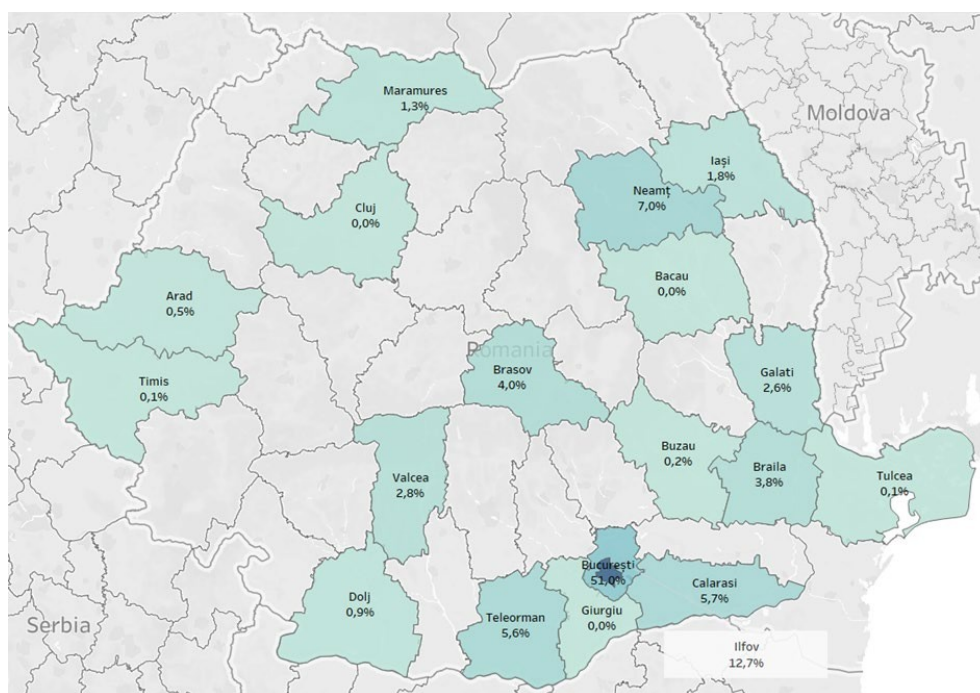 Maramures
1,3%
Moldova
Iași
1,8%
Neamț
7,0%
Cluj
0,0%
Bacau
0,0%
Arad
0,5%
Romania
Brasov
4,0%
Galati
2,6%
Timis
0,1%
Buzau
0,2%
Braila
3,8%
Tulcea
0,1%
Valcea
2,8%
București
51,0%
Calarasi
5,7%
Dolj
0,9%
Teleorman
5,6%
Giurgiu
0,0%
Serbia
Ilfov
12,7%